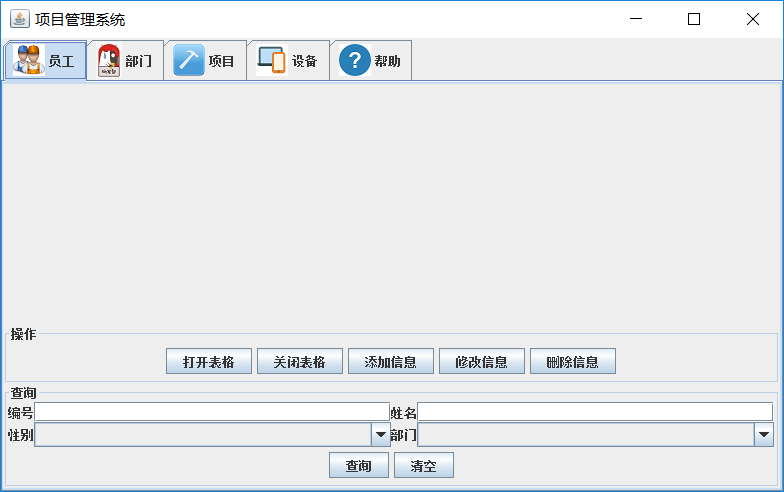 项目管理系统
员工 部门 项目 设备 帮助
操作
打开表格 关闭表格 添加信息 修改信息 删除信息
查询
编号 姓名
性别 部门
查询 清空